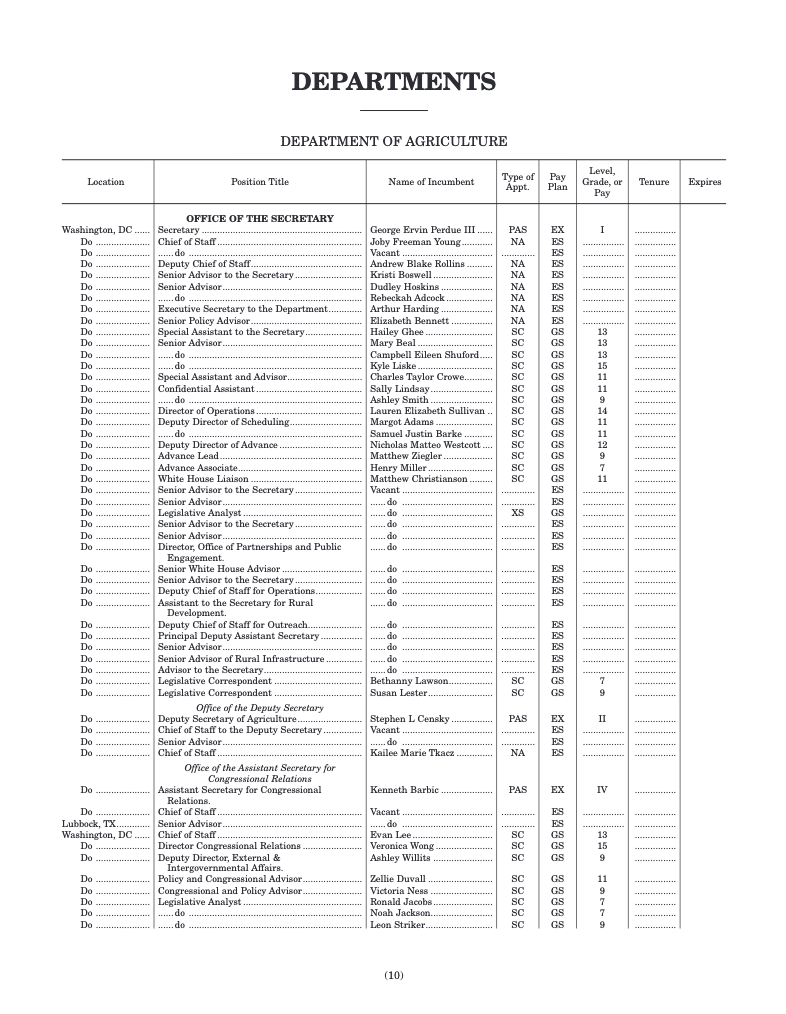 DEPARTMENTS
DEPARTMENT OF AGRICULTURE
Location Position Title Name of Incumbent Type of Appt. Pay Plan Level, Grade, or Pay Tenure Expires
OFFICE OF THE SECRETARY
Washington, DC ...... Secretary ................ George Ervin Perdue III ...... PAS EX I ...............
Do .................... Chief of Staff ................ Joby Freeman Young ........... NA ES ............... ...............
Do .................... ......do ................ Vacant ................ ............ ES ............... ...............
Do .................... Deputy Chief of Staff ................ Andrew Blake Rollins ......... NA ES ............... ...............
Do .................... Senior Advisor to the Secretary ................ Kristi Boswell ................ NA ES ............... ...............
Do .................... Senior Advisor ................ Dudley Hoskins ................ NA ES ............... ...............
Do .................... ......do ................ Rebeckah Adcock ................ NA ES ............... ...............
Do .................... Executive Secretary to the Department ............ Arthur Harding ................ NA ES ............... ...............
Do .................... Senior Policy Advisor ................ Elizabeth Bennett ............... NA ES ............... ...............
Do .................... Special Assistant to the Secretary ................ Hailey Ghee ................ SC GS 13 ...............
Do .................... Senior Advisor ................ Mary Beal ................ SC GS 13 ...............
Do .................... ......do ................ Campbell Eileen Shuford ..... SC GS 13 ...............
Do .................... ......do ................ Kyle Liske ................ SC GS 15 ...............
Do .................... Special Assistant and Advisor ................ Charles Taylor Crowe .......... SC GS 11 ...............
Do .................... Confidential Assistant ................ Sally Lindsay ................ SC GS 11 ...............
Do .................... ......do ................ Ashley Smith ................ SC GS 9 ...............
Do .................... Director of Operations ................ Lauren Elizabeth Sullivan .. SC GS 14 ...............
Do .................... Deputy Director of Scheduling ................ Margot Adams ................ SC GS 11 ...............
Do .................... ......do ................ Samuel Justin Barke ........... SC GS 11 ...............
Do .................... Deputy Director of Advance ................ Nicholas Matteo Westcott .... SC GS 12 ...............
Do .................... Advance Lead ................ Matthew Ziegler ................ SC GS 9 ...............
Do .................... Advance Associate ................ Henry Miller ................ SC GS 7 ...............
Do .................... White House Liaison ................ Matthew Christianson ......... SC GS 11 ...............
Do .................... Senior Advisor to the Secretary ................ Vacant ................ ............ ES ............... ...............
Do .................... Senior Advisor ................ ......do ................ ............ ES ............... ...............
Do .................... Legislative Analyst ................ ......do ................ XS GS ............... ...............
Do .................... Senior Advisor to the Secretary ................ ......do ................ ............ ES ............... ...............
Do .................... Senior Advisor ................ ......do ................ ............ ES ............... ...............
Do .................... Director, Office of Partnerships and Public ......do ................ ............ ES ............... ...............
Engagement.
Do .................... Senior White House Advisor ................ ......do ................ ............ ES ............... ...............
Do .................... Senior Advisor to the Secretary ................ ......do ................ ............ ES ............... ...............
Do .................... Deputy Chief of Staff for Operations ................ ......do ................ ............ ES ............... ...............
Do .................... Assistant to the Secretary for Rural ......do ................ ............ ES ............... ...............
Development.
Do .................... Deputy Chief of Staff for Outreach ................ ......do ................ ............ ES ............... ...............
Do .................... Principal Deputy Assistant Secretary ................ ......do ................ ............ ES ............... ...............
Do .................... Senior Advisor ................ ......do ................ ............ ES ............... ...............
Do .................... Senior Advisor of Rural Infrastructure ............. ......do ................ ............ ES ............... ...............
Do .................... Advisor to the Secretary ................ ......do ................ ............ ES ............... ...............
Do .................... Legislative Correspondent ................ Bethanny Lawson ................ SC GS 7 ...............
Do .................... Legislative Correspondent ................ Susan Lester ................ SC GS 9 ...............
Office of the Deputy Secretary
Do .................... Deputy Secretary of Agriculture ................ Stephen L Censky ............... PAS EX II ...............
Do .................... Chief of Staff to the Deputy Secretary ............. Vacant ................ ............ ES ............... ...............
Do .................... Senior Advisor ................ ......do ................ ............ ES ............... ...............
Do .................... Chief of Staff ................ Kailee Marie Tkacz ............. NA ES ............... ...............
Office of the Assistant Secretary for
Congressional Relations
Do .................... Assistant Secretary for Congressional Kenneth Barbic ................ PAS EX IV ...............
Relations.
Do .................... Chief of Staff ................ Vacant ................ ............ ES ............... ...............
Lubbock, TX ............ Senior Advisor ................ ......do ................ ............ ES ............... ...............
Washington, DC ...... Chief of Staff ................ Evan Lee ................ SC GS 13 ...............
Do .................... Director Congressional Relations ................ Veronica Wong ................ SC GS 15 ...............
Do .................... Deputy Director, External & Ashley Willits ................ SC GS 9 ...............
Intergovernmental Affairs.
Do .................... Policy and Congressional Advisor ................ Zellie Duvall ................ SC GS 11 ...............
Do .................... Congressional and Policy Advisor ................ Victoria Ness ................ SC GS 9 ...............
Do .................... Legislative Analyst ................ Ronald Jacobs ................ SC GS 7 ...............
Do .................... ......do ................ Noah Jackson ................ SC GS 7 ...............
Do .................... ......do ................ Leon Striker ................ SC GS 9 ...............
(10)